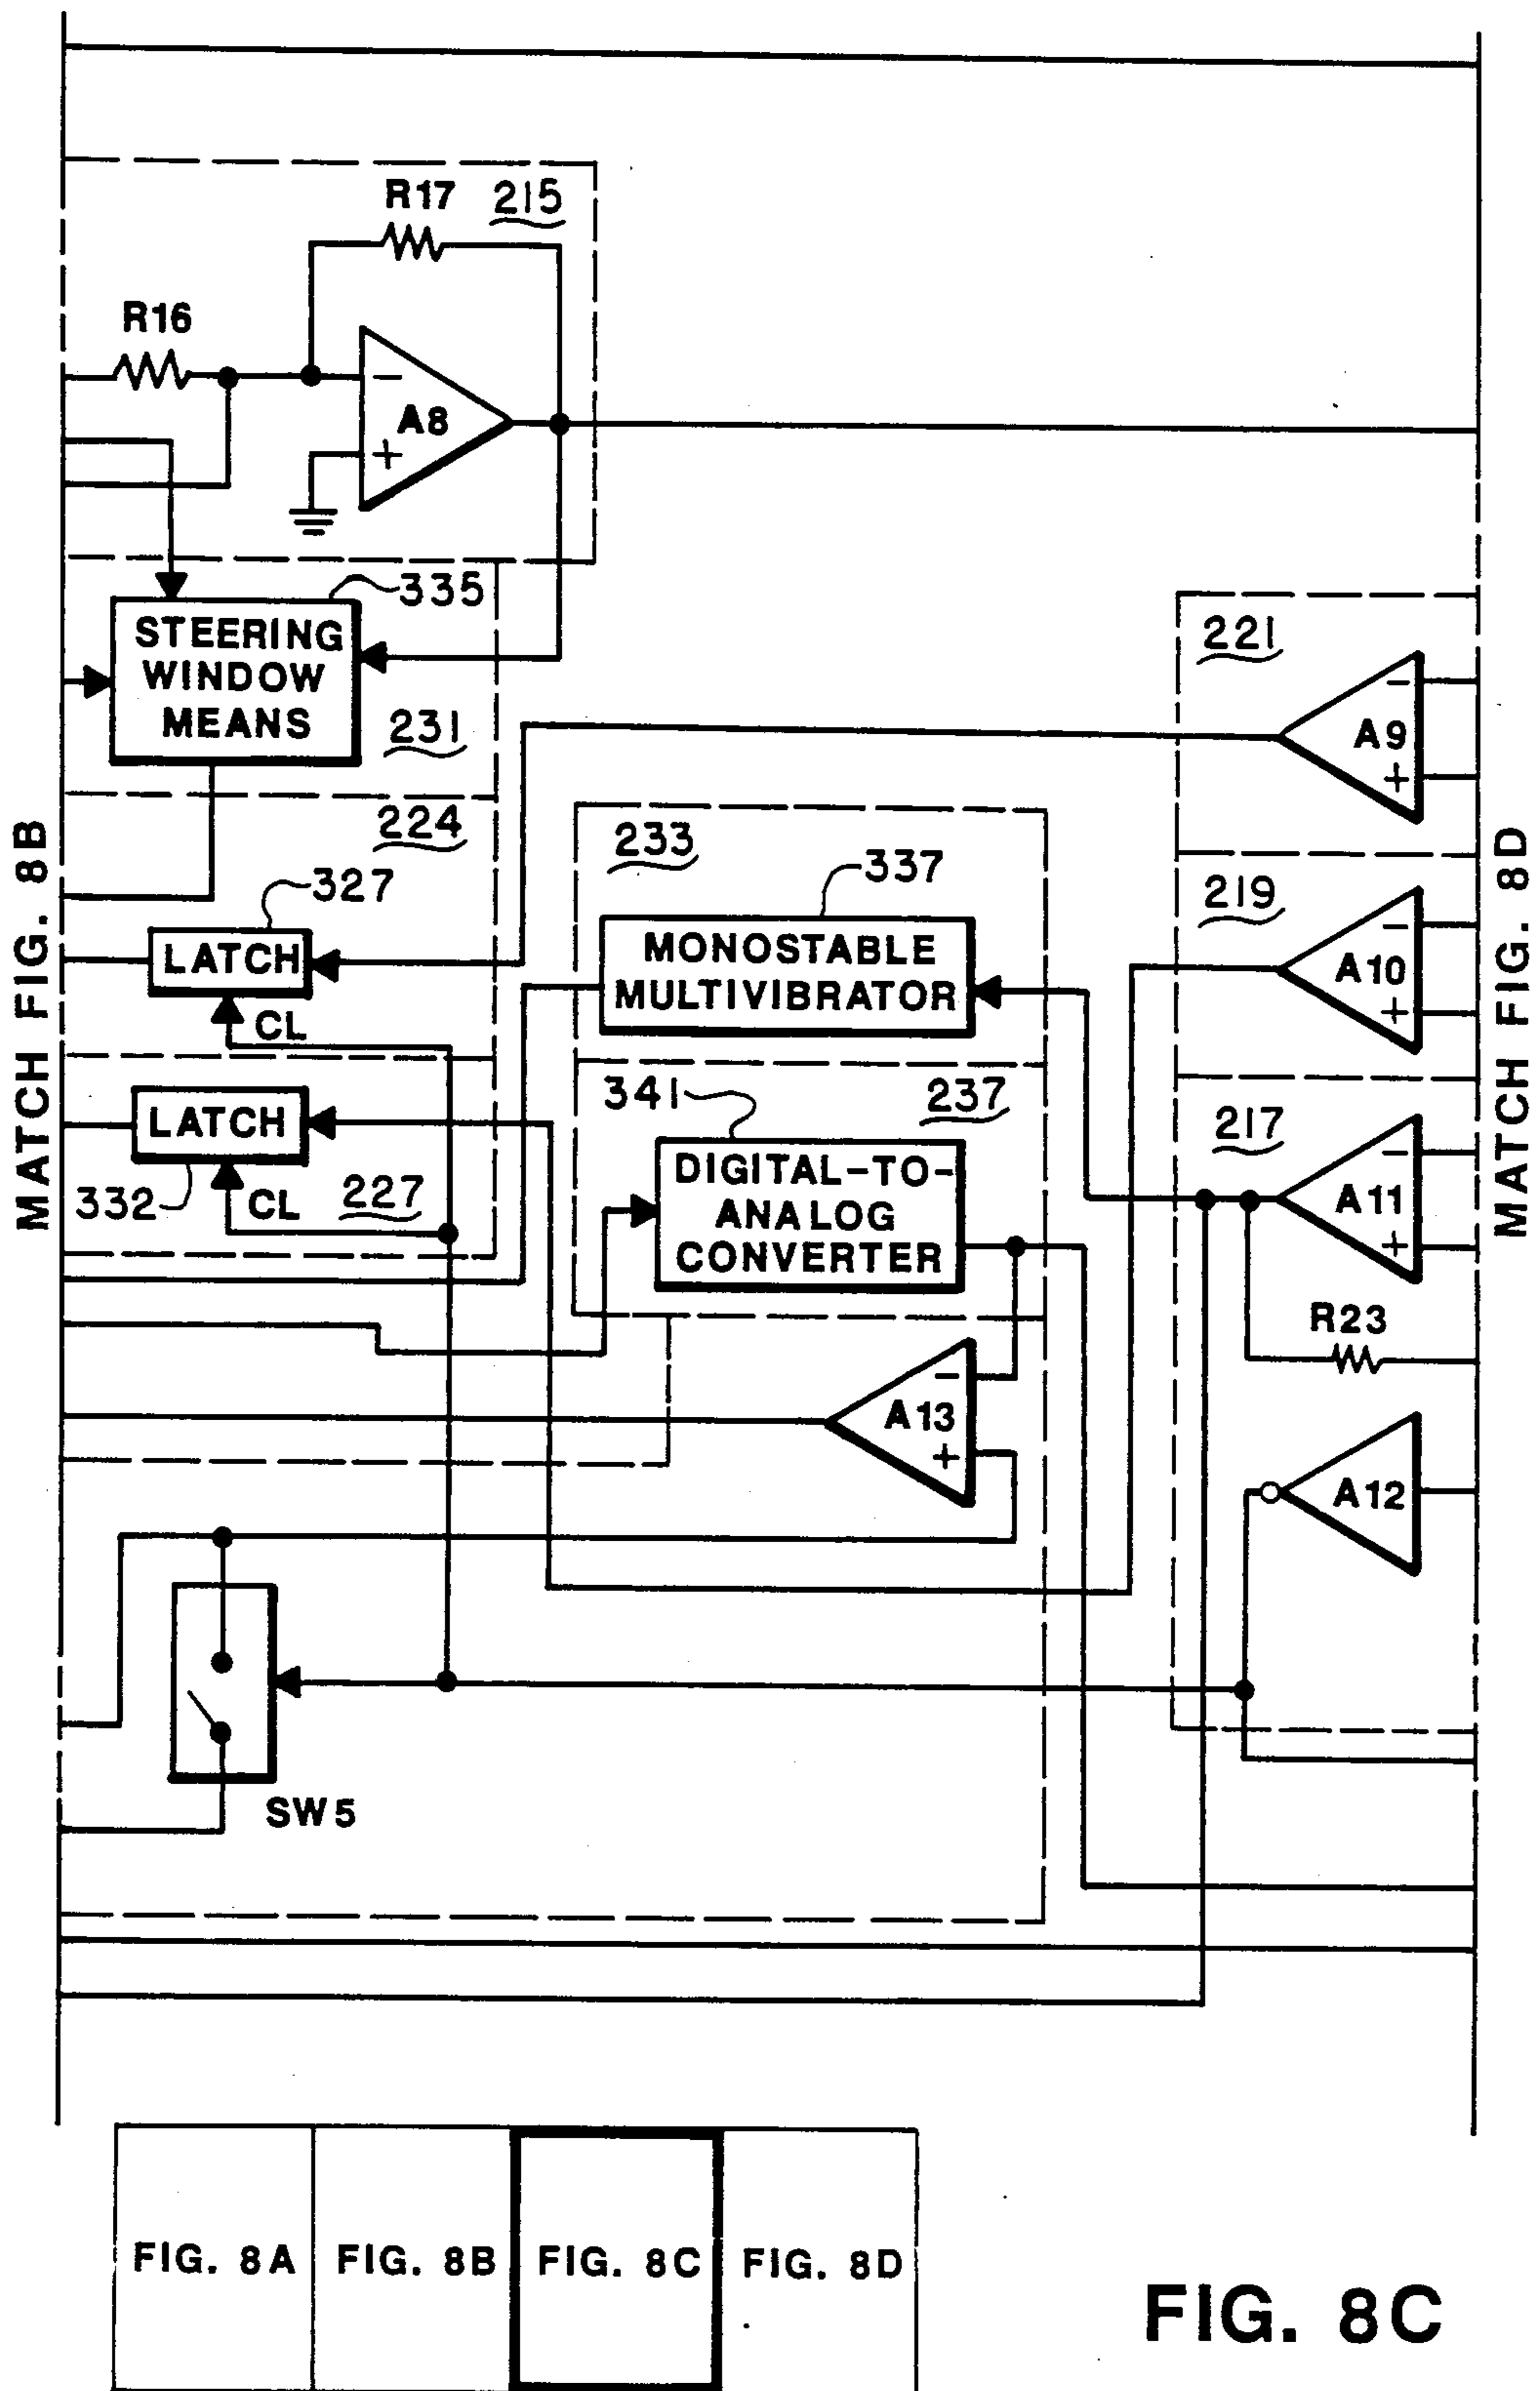 R17
215
R16
−
A8
+
335
STEERING
WINDOW
MEANS
231
221
−
A9
+
224
233
337
327
LATCH
CL
MONOSTABLE
MULTIVIBRATOR
219
−
A10
+
MATCH FIG. 8B
MATCH FIG. 8D
341
237
LATCH
332
CL
227
DIGITAL-TO-
ANALOG
CONVERTER
217
−
A11
+
R23
−
A13
+
A12
SW5
FIG. 8A
FIG. 8B
FIG. 8C
FIG. 8D
FIG. 8C